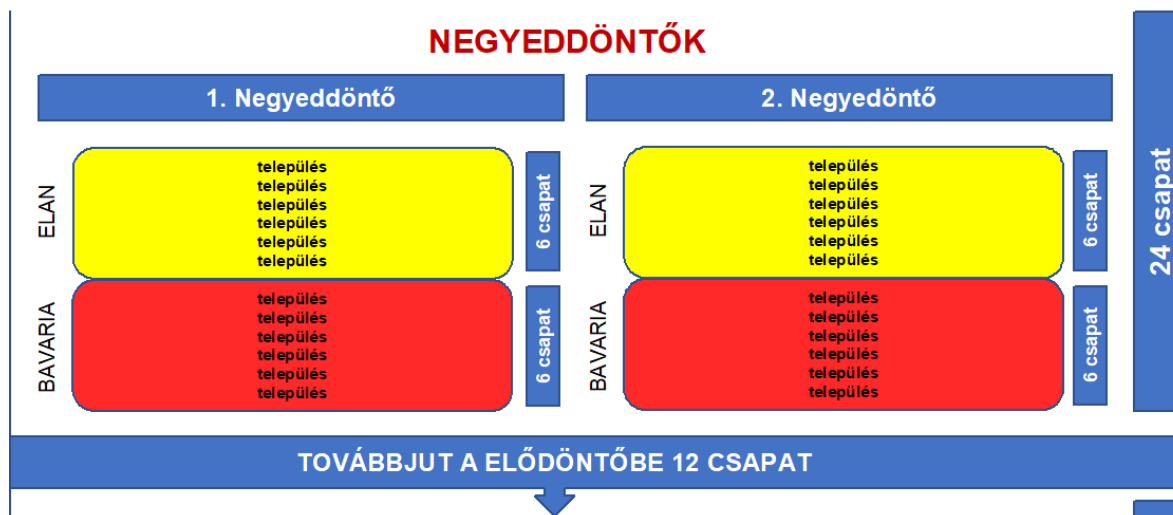 NEGYEDDÖNTŐK
1. Negyeddöntő
2. Negyedöntő
ELAN
település
település
település
település
település
település
6 csapat
BAVARIA
település
település
település
település
település
település
6 csapat
ELAN
település
település
település
település
település
település
6 csapat
BAVARIA
település
település
település
település
település
település
6 csapat
24 csapat
TOVÁBBJUT A ELŐDÖNTŐBE 12 CSAPAT